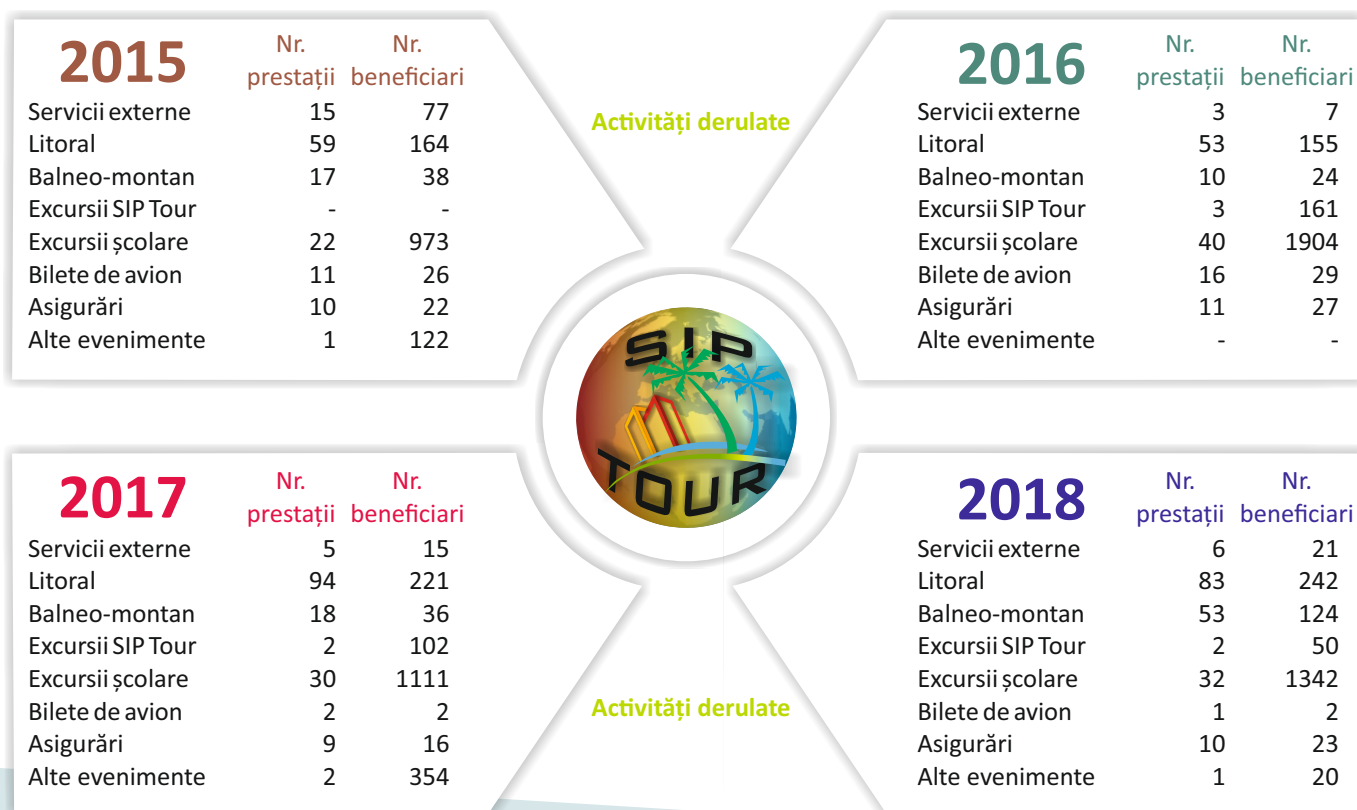 2015 Nr. prestații Nr. beneficiari
Servicii externe 15 77
Litoral 59 164
Balneo-montan 17 38
Excursii SIP Tour - -
Excursii școlare 22 973
Bilete de avion 11 26
Asigurări 10 22
Alte evenimente 1 122
Activități derulate
2016 Nr. prestații Nr. beneficiari
Servicii externe 3 7
Litoral 53 155
Balneo-montan 10 24
Excursii SIP Tour 3 161
Excursii școlare 40 1904
Bilete de avion 16 29
Asigurări 11 27
Alte evenimente - -
SIP
TOUR
2017 Nr. prestații Nr. beneficiari
Servicii externe 5 15
Litoral 94 221
Balneo-montan 18 36
Excursii SIP Tour 2 102
Excursii școlare 30 1111
Bilete de avion 2 2
Asigurări 9 16
Alte evenimente 2 354
Activități derulate
2018 Nr. prestații Nr. beneficiari
Servicii externe 6 21
Litoral 83 242
Balneo-montan 53 124
Excursii SIP Tour 2 50
Excursii școlare 32 1342
Bilete de avion 1 2
Asigurări 10 23
Alte evenimente 1 20